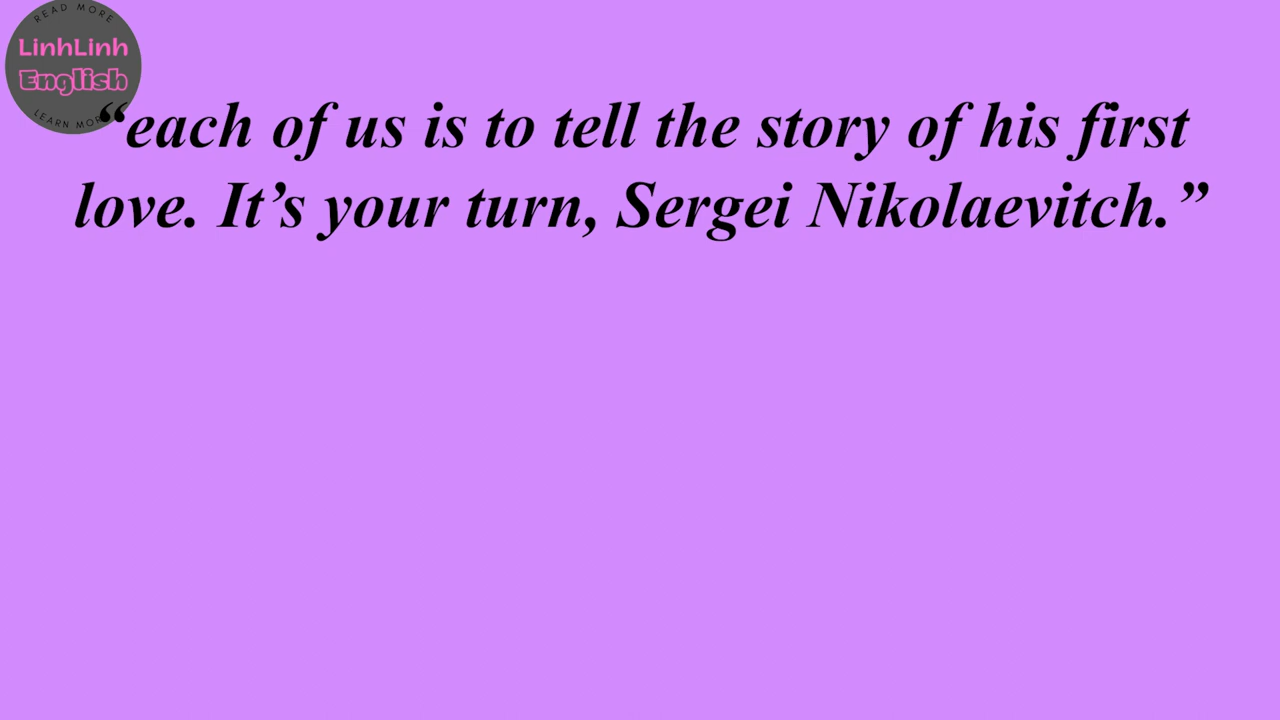 READ MORE
LinhLinh
English
LEARN MORE
“each of us is to tell the story of his first
love. It’s your turn, Sergei Nikolaevitch.”